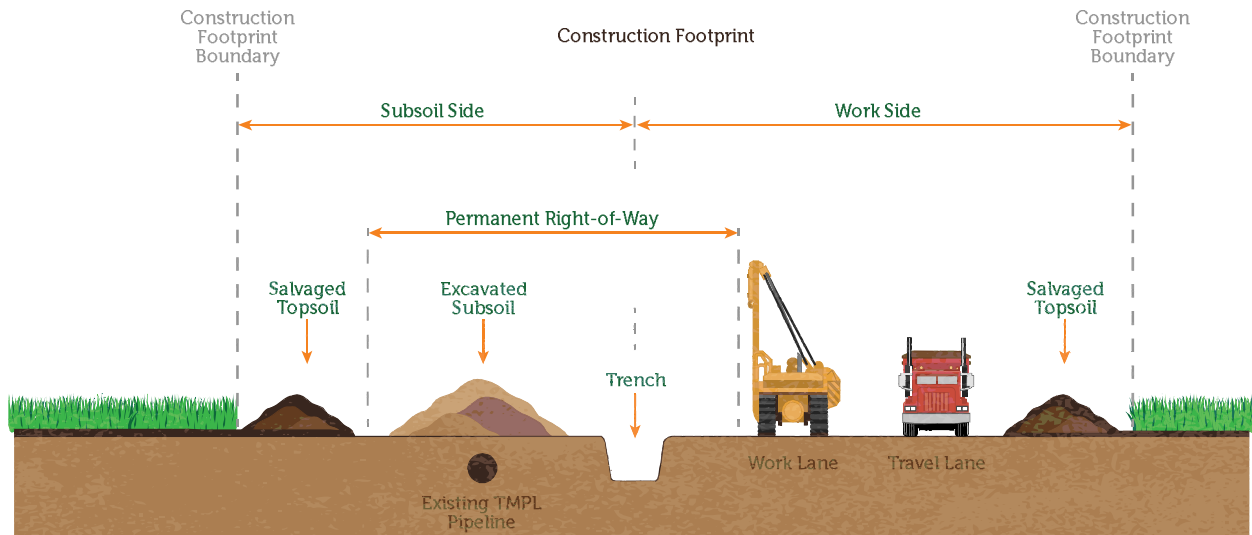 Construction
Footprint
Boundary
Construction Footprint
Construction
Footprint
Boundary
Subsoil Side
Work Side
Permanent Right-of-Way
Salvaged
Topsoil
Excavated
Subsoil
Salvaged
Topsoil
Trench
Work Lane
Travel Lane
Existing TMPL
Pipeline